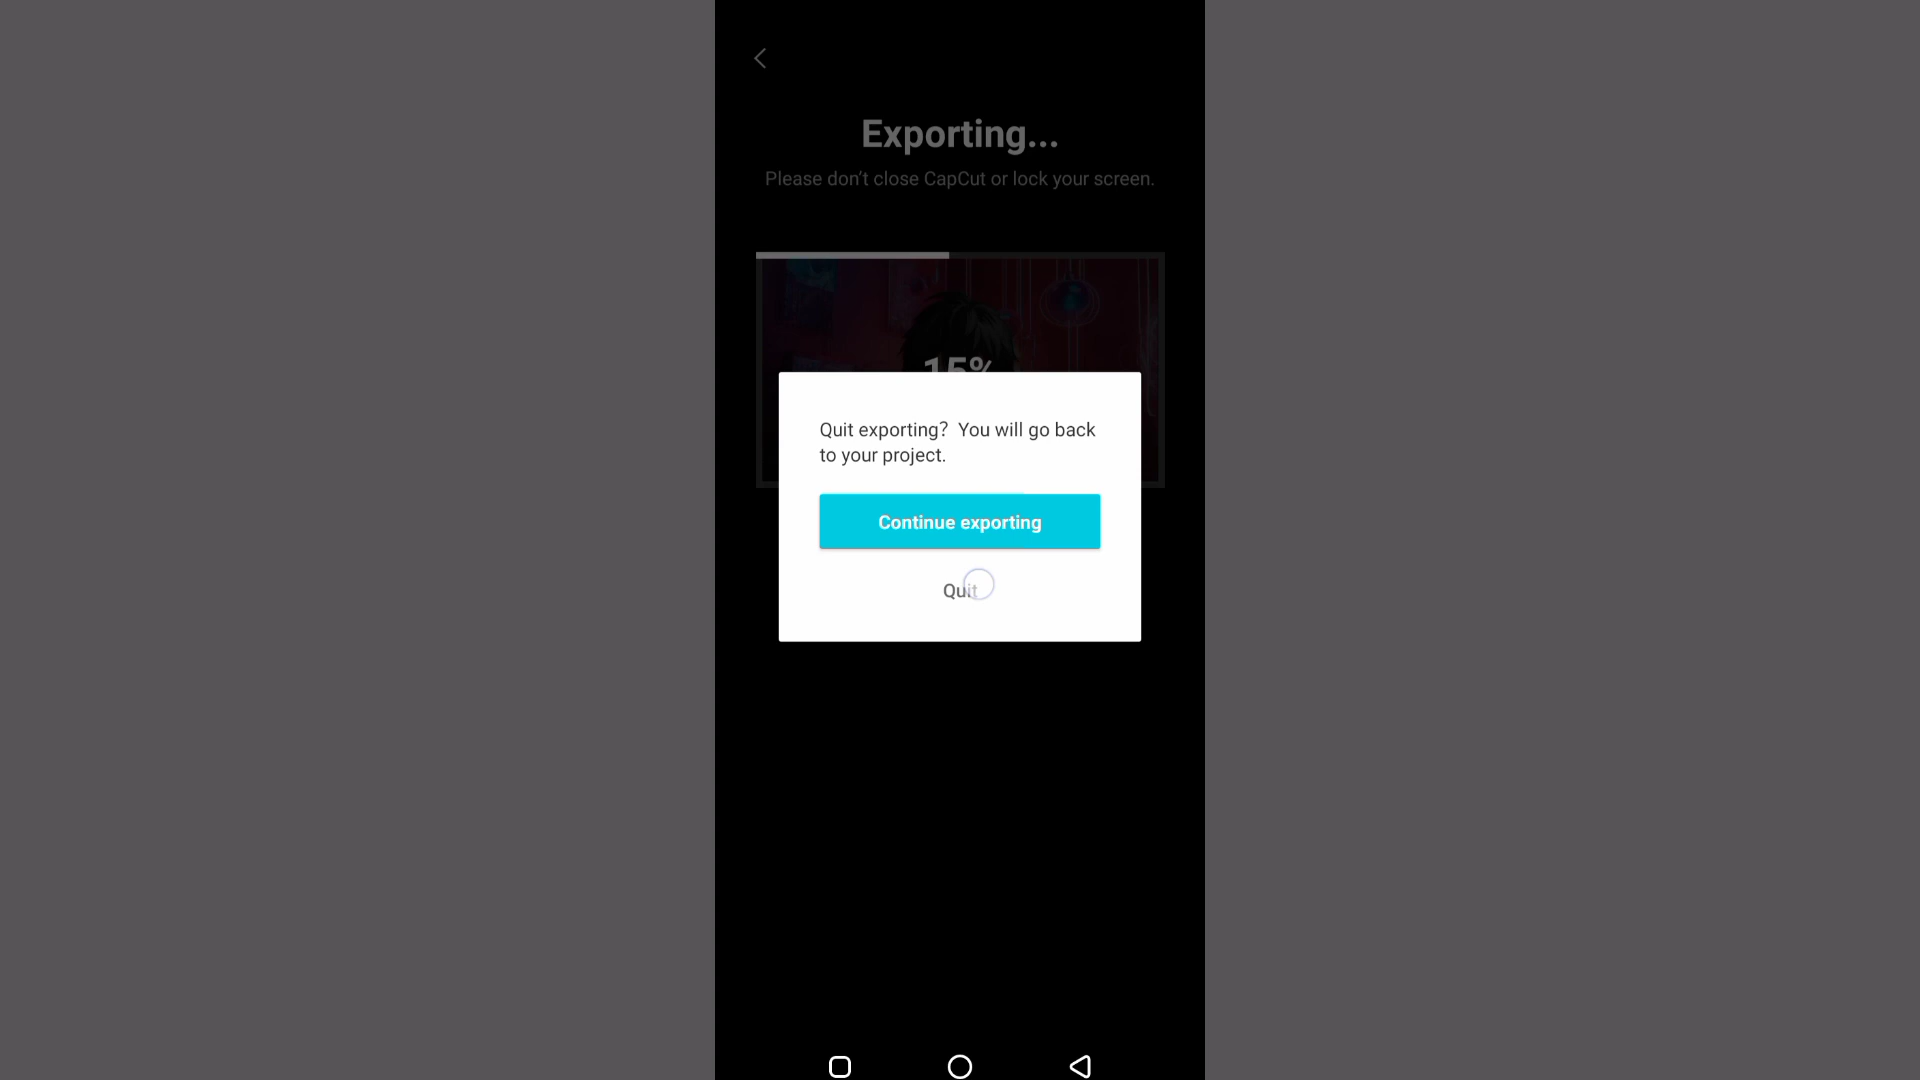 Exporting...
Please don't close CapCut or lock your screen.
15%
Quit exporting? You will go back
to your project.
Continue exporting
Quit